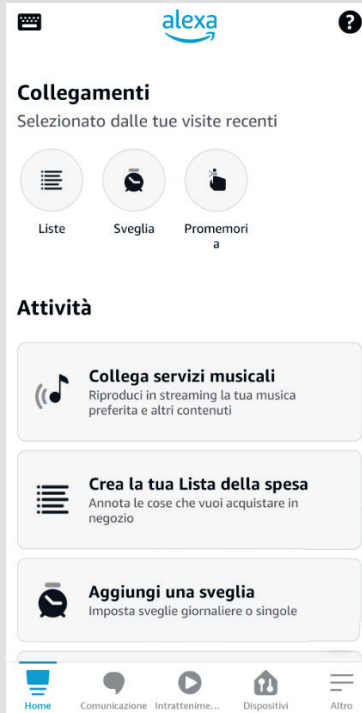 alexa
?
Collegamenti
Selezionato dalle tue visite recenti
Liste Sveglia Promemori
a
Attività
Collega servizi musicali
Riproduci in streaming la tua musica
preferita e altri contenuti
Crea la tua Lista della spesa
Annota le cose che vuoi acquistare in
negozio
Aggiungi una sveglia
Imposta sveglie giornaliere o singole
Home Comunicazione Intrattenime... Dispositivi Altro